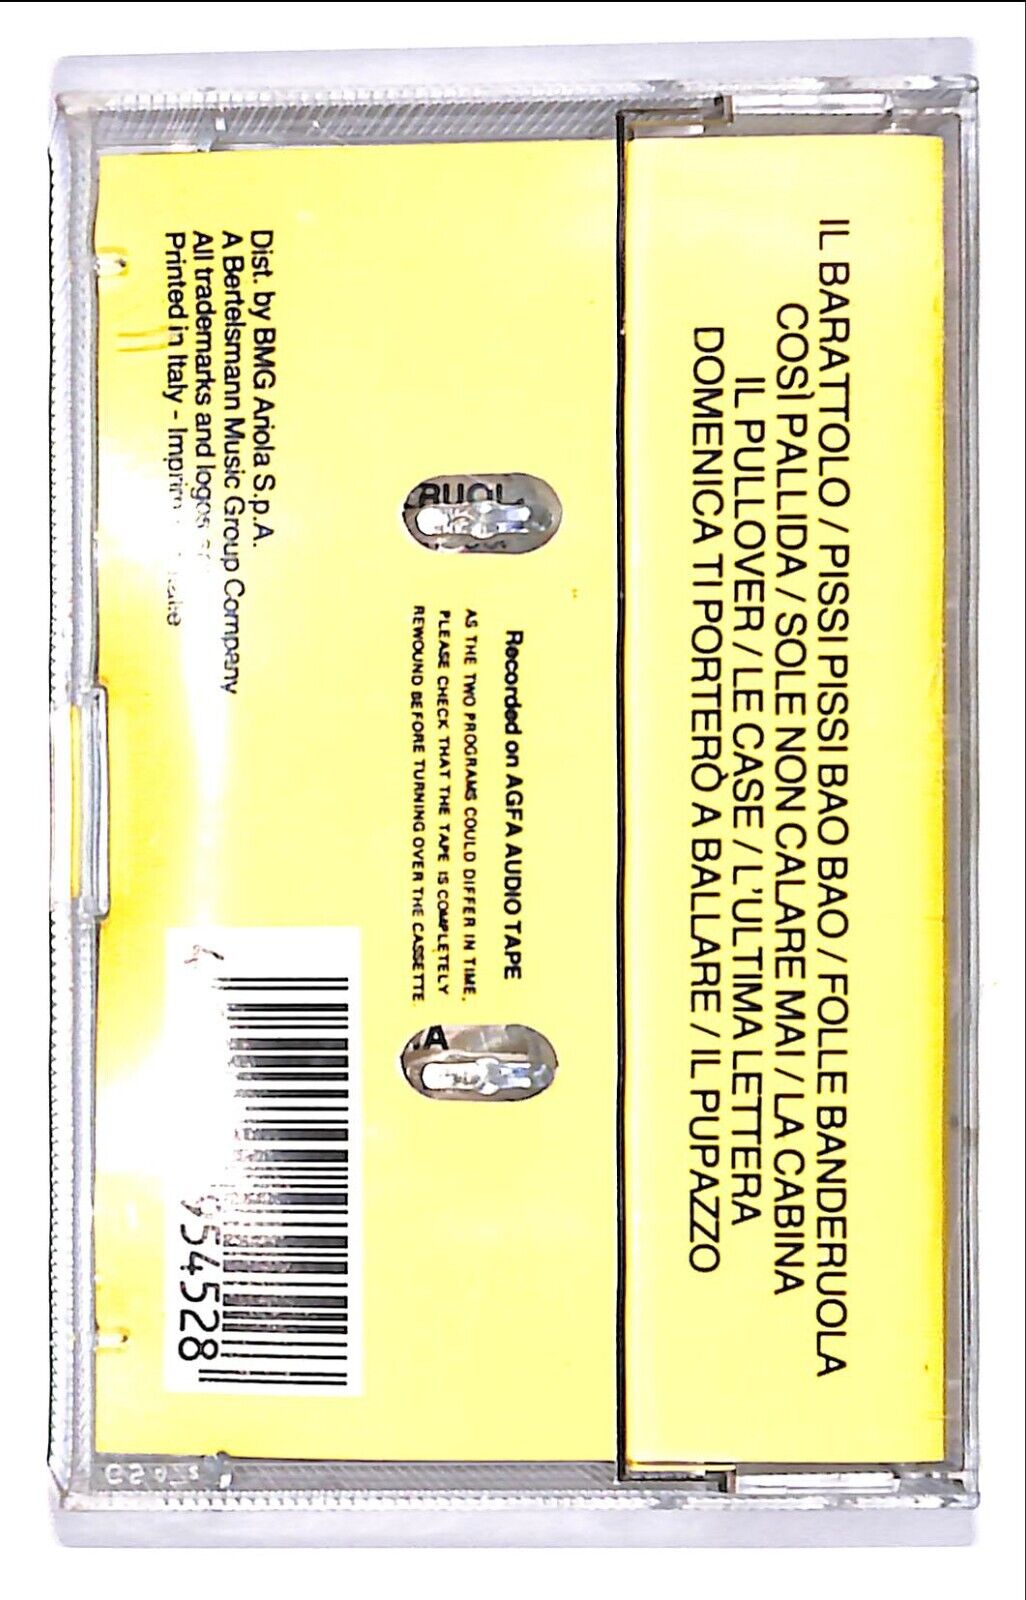 IL BARATTOLO / PISSI PISSI BAO BAO / FOLLE BANDERUOLA
COSÌ PALLIDA / SOLE NON CALARE MAI / LA CABINA
IL PULLOVER / LE CASE / L'ULTIMA LETTERA
DOMENICA TI PORTERÒ A BALLARE / IL PUPAZZO
Recorded on AGFA AUDIO TAPE
AS THE TWO PROGRAMS COULD DIFFER IN TIME,
PLEASE CHECK THAT THE TAPE IS COMPLETELY
REWOUND BEFORE TURNING OVER THE CASSETTE
Dist. by BMG Ariola S.p.A.
A Bertelsmann Music Group Company
All trademarks and logos
Printed in Italy -
954528